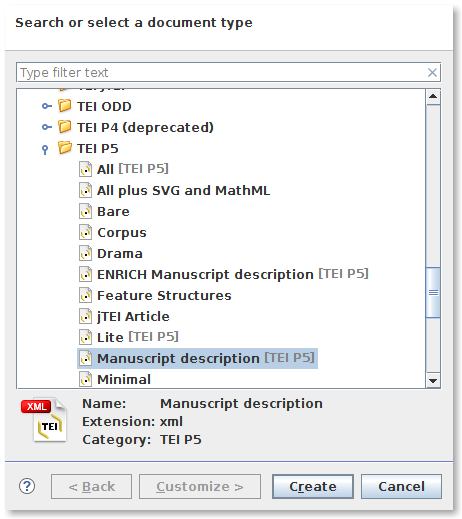 Search or select a document type
Type filter text
TEI ODD
TEI P4 (deprecated)
TEI P5
All [TEI P5]
All plus SVG and MathML
Bare
Corpus
Drama
ENRICH Manuscript description [TEI P5]
Feature Structures
jTEI Article
Lite [TEI P5]
Manuscript description [TEI P5]
Minimal
XML
TEI
Name: Manuscript description
Extension: xml
Category: TEI P5
? < Back Customize > Create Cancel